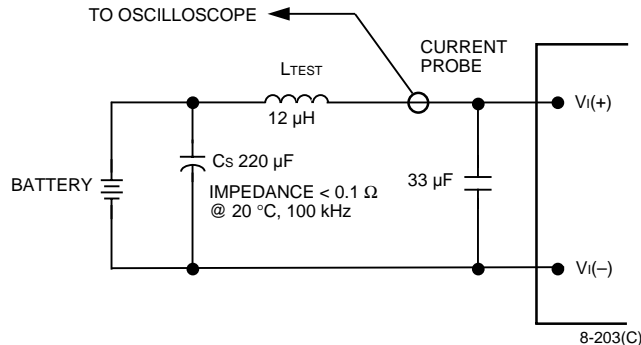 TO OSCILLOSCOPE
CURRENT
PROBE
LTEST
12 µH
VI(+)
CS 220 µF
BATTERY
33 µF
IMPEDANCE < 0.1 Ω
@ 20 °C, 100 kHz
VI(–)
8-203(C)